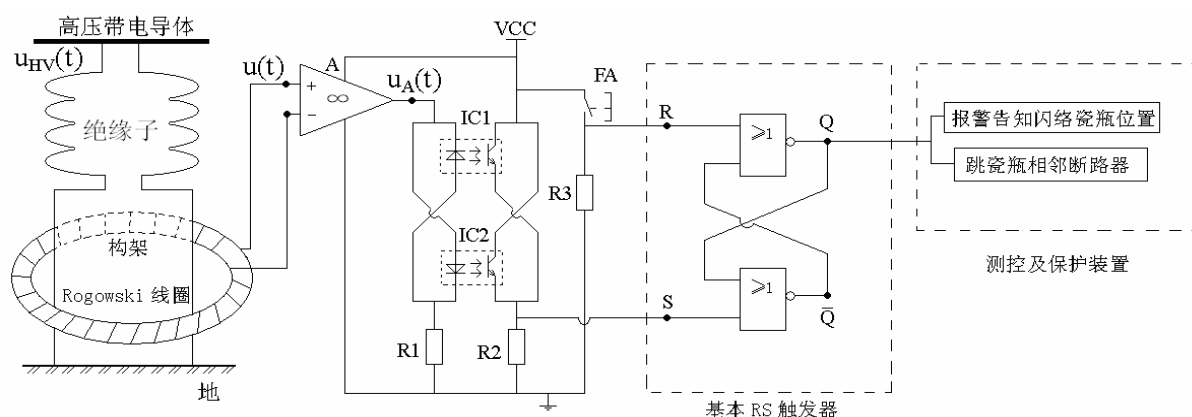 高压带电导体
u_HV(t)
绝缘子
构架
Rogowski 线圈
地
u(t)
A
+
∞
−
u_A(t)
VCC
IC1
IC2
R1
R2
R3
FA
R
S
≥1
≥1
Q
Q̅
基本 RS 触发器
报警告知闪络瓷瓶位置
跳瓷瓶相邻断路器
测控及保护装置